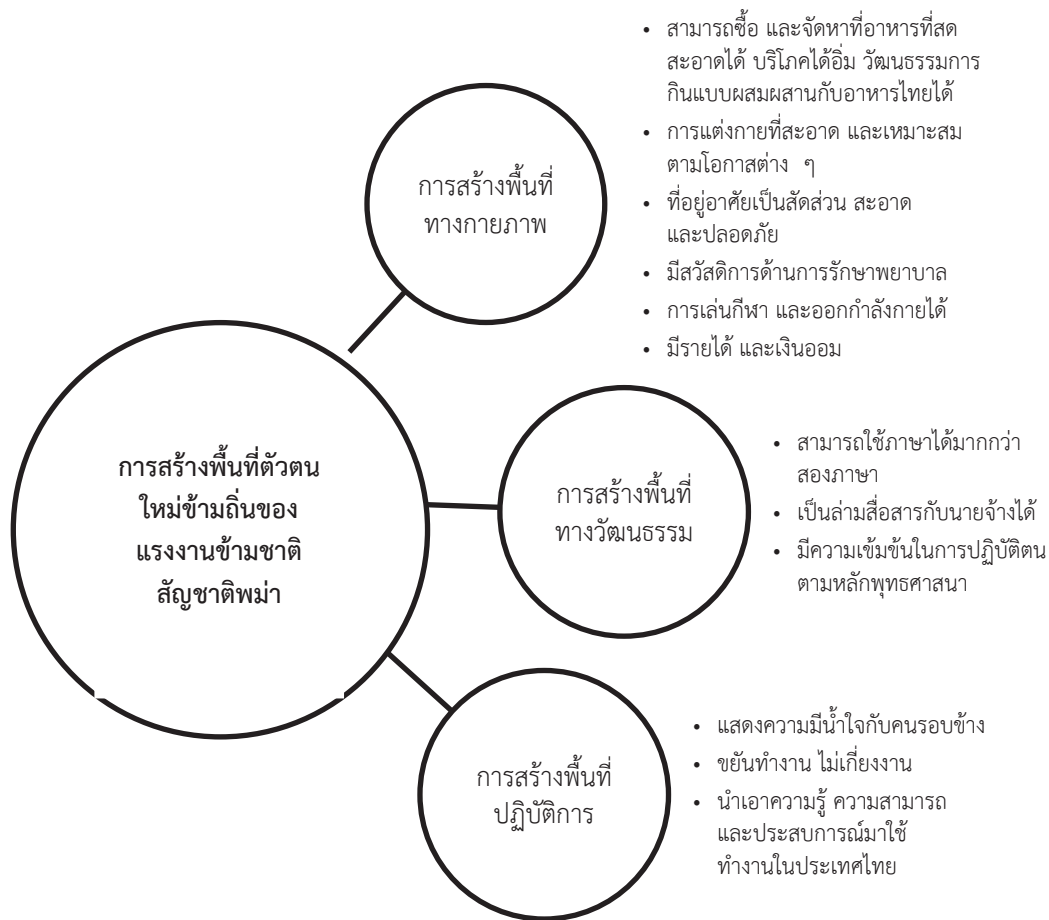 การสร้างพื้นที่ตัวตน
ใหม่ข้ามถิ่นของ
แรงงานข้ามชาติ
สัญชาติพม่า
การสร้างพื้นที่
ทางกายภาพ
• สามารถซื้อ และจัดหาที่อาหารที่สด
สะอาดได้ บริโภคได้อิ่ม วัฒนธรรมการ
กินแบบผสมผสานกับอาหารไทยได้
• การแต่งกายที่สะอาด และเหมาะสม
ตามโอกาสต่าง ๆ
• ที่อยู่อาศัยเป็นสัดส่วน สะอาด
และปลอดภัย
• มีสวัสดิการด้านการรักษาพยาบาล
• การเล่นกีฬา และออกกำลังกายได้
• มีรายได้ และเงินออม
การสร้างพื้นที่
ทางวัฒนธรรม
• สามารถใช้ภาษาได้มากกว่า
สองภาษา
• เป็นล่ามสื่อสารกับนายจ้างได้
• มีความเข้มข้นในการปฏิบัติตน
ตามหลักพุทธศาสนา
การสร้างพื้นที่
ปฏิบัติการ
• แสดงความมีน้ำใจกับคนรอบข้าง
• ขยันทำงาน ไม่เกี่ยงงาน
• นำเอาความรู้ ความสามารถ
และประสบการณ์มาใช้
ทำงานในประเทศไทย